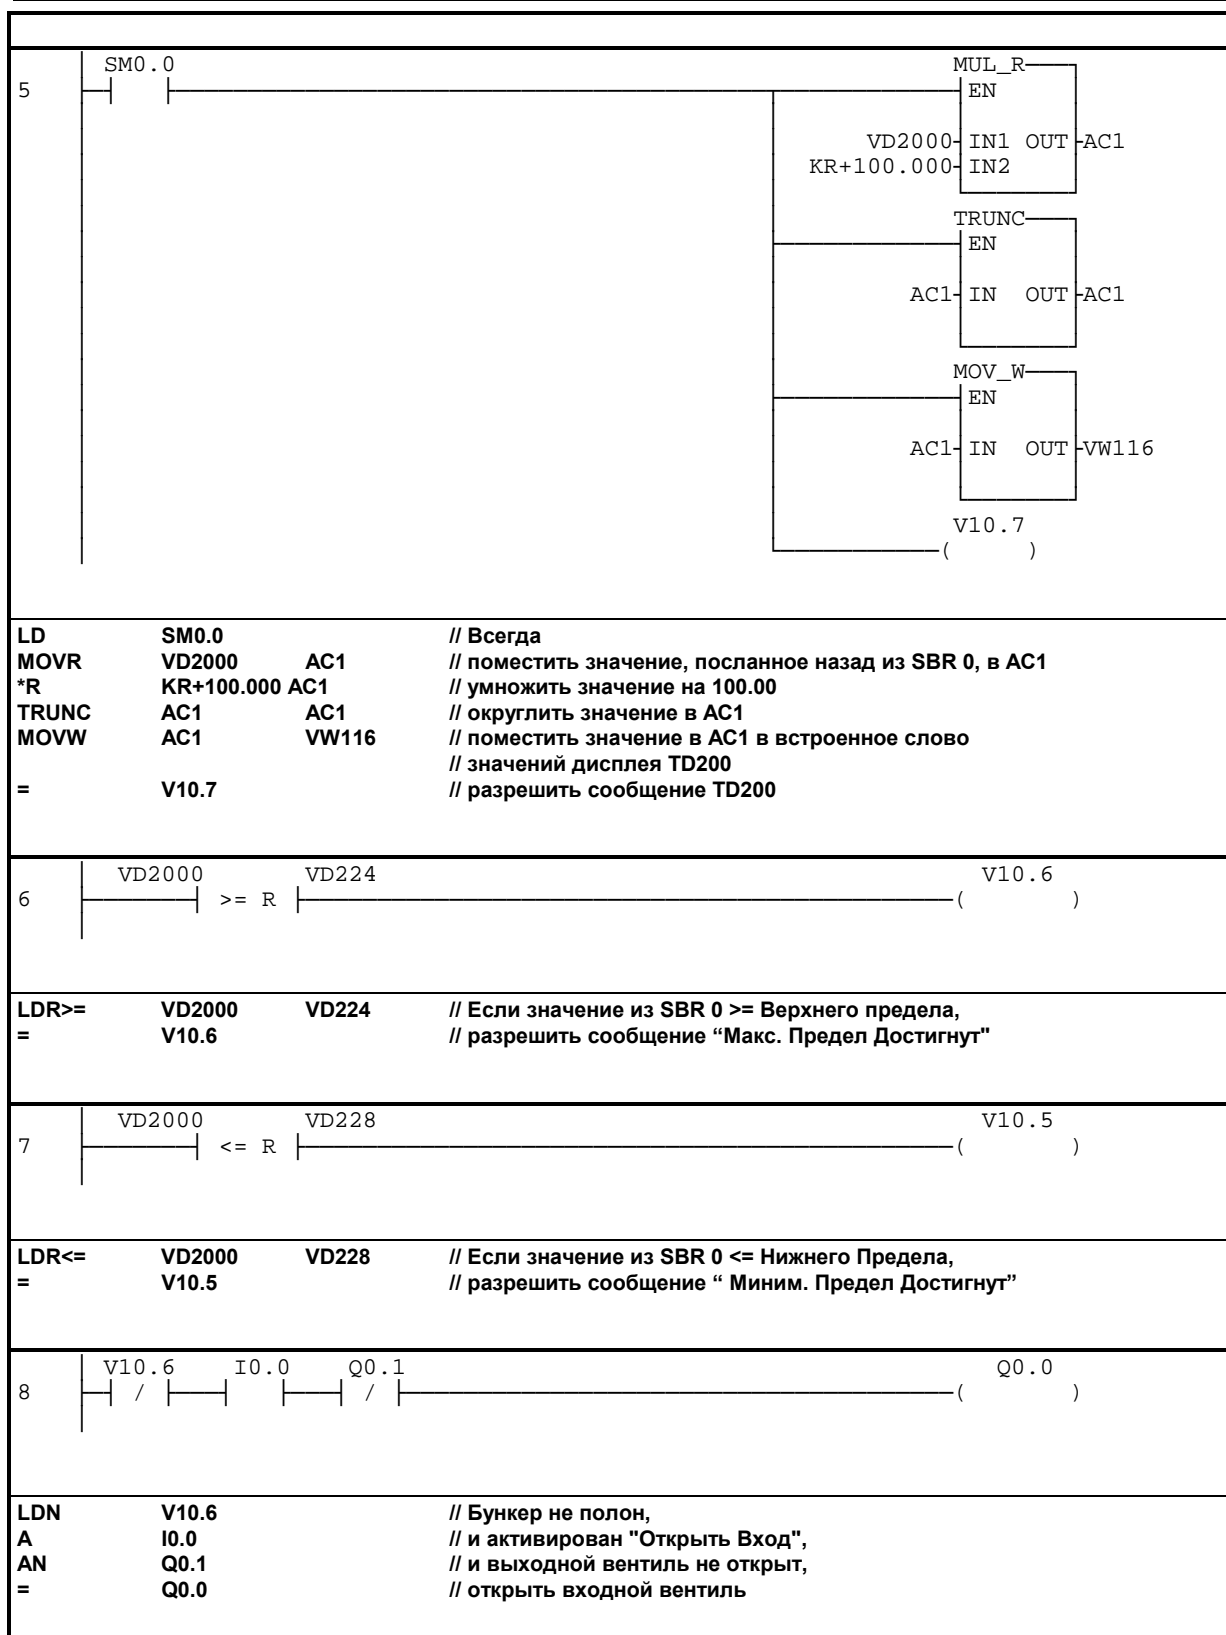 SM0.0 MUL_R
5 EN
VD2000 IN1 OUT AC1
KR+100.000 IN2
TRUNC
EN
AC1 IN OUT AC1
MOV_W
EN
AC1 IN OUT VW116
V10.7
( )
LD SM0.0 // Всегда
MOVR VD2000 AC1 // поместить значение, посланное назад из SBR 0, в AC1
*R KR+100.000 AC1 // умножить значение на 100.00
TRUNC AC1 AC1 // округлить значение в AC1
MOVW AC1 VW116 // поместить значение в AC1 в встроенное слово
// значений дисплея TD200
= V10.7 // разрешить сообщение TD200
VD2000 VD224 V10.6
6 >= R ( )
LDR>= VD2000 VD224 // Если значение из SBR 0 >= Верхнего предела,
= V10.6 // разрешить сообщение “Макс. Предел Достигнут"
VD2000 VD228 V10.5
7 <= R ( )
LDR<= VD2000 VD228 // Если значение из SBR 0 <= Нижнего Предела,
= V10.5 // разрешить сообщение “ Миним. Предел Достигнут”
V10.6 I0.0 Q0.1 Q0.0
8 / / ( )
LDN V10.6 // Бункер не полон,
A I0.0 // и активирован "Открыть Вход",
AN Q0.1 // и выходной вентиль не открыт,
= Q0.0 // открыть входной вентиль